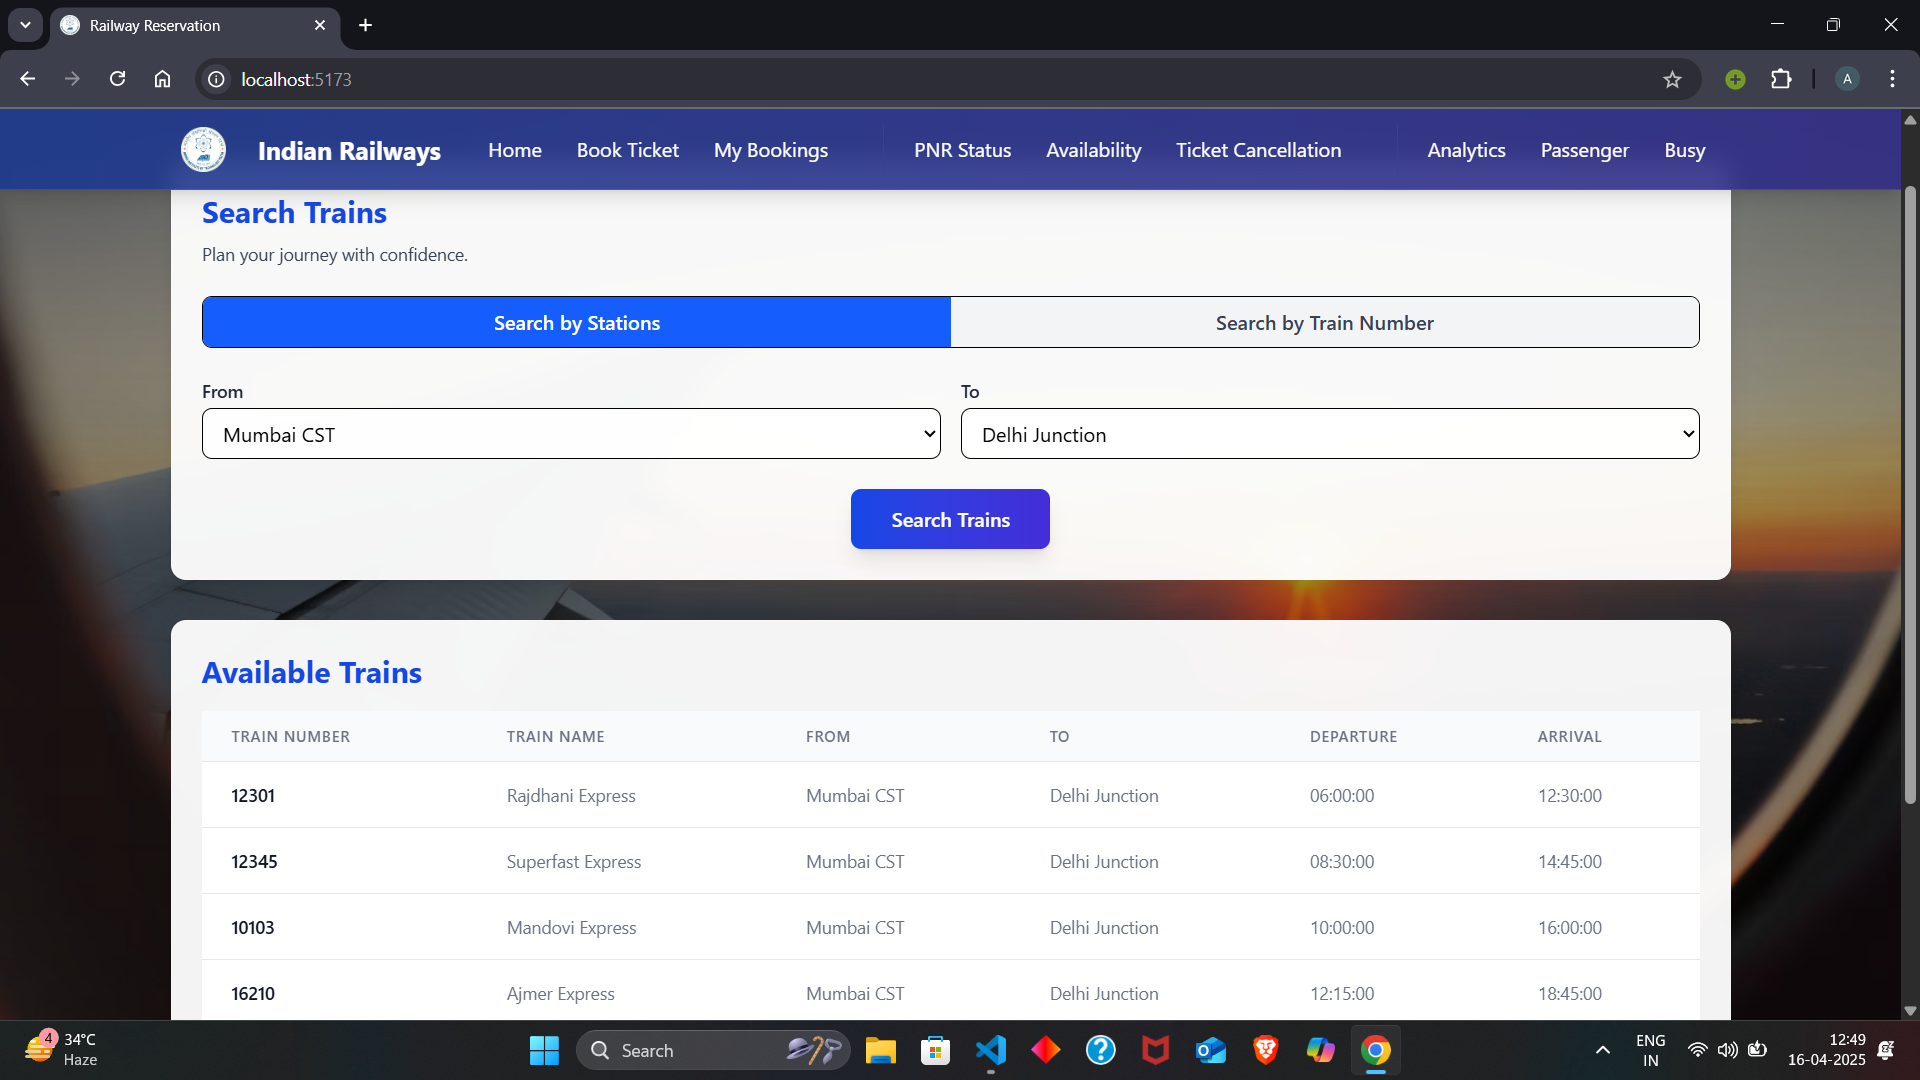 Railway Reservation
localhost:5173
A
Indian Railways Home Book Ticket My Bookings PNR Status Availability Ticket Cancellation Analytics Passenger Busy
Search Trains
Plan your journey with confidence.
Search by Stations Search by Train Number
From To
Mumbai CST Delhi Junction
Search Trains
Available Trains
TRAIN NUMBER TRAIN NAME FROM TO DEPARTURE ARRIVAL
12301 Rajdhani Express Mumbai CST Delhi Junction 06:00:00 12:30:00
12345 Superfast Express Mumbai CST Delhi Junction 08:30:00 14:45:00
10103 Mandovi Express Mumbai CST Delhi Junction 10:00:00 16:00:00
16210 Ajmer Express Mumbai CST Delhi Junction 12:15:00 18:45:00
4 34°C
Haze
Search
ENG
IN
12:49
16-04-2025